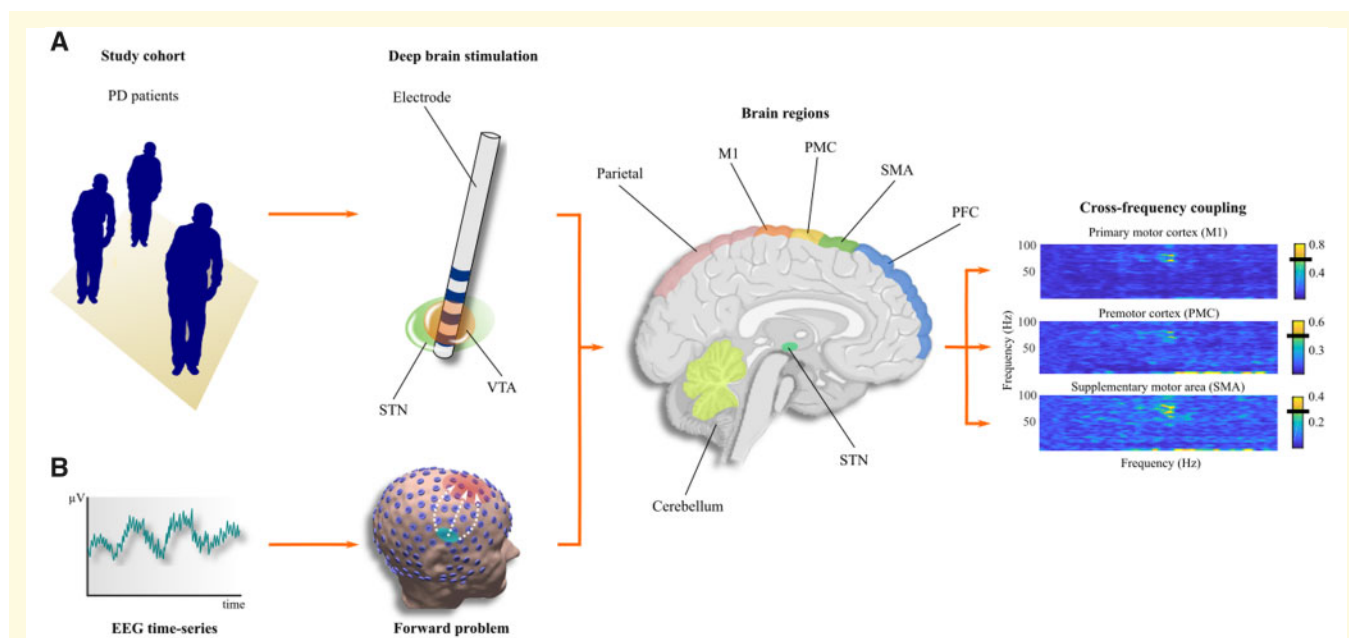 A
Study cohort
PD patients
Deep brain stimulation
Electrode
STN
VTA
Brain regions
Parietal
M1
PMC
SMA
PFC
STN
Cerebellum
Cross-frequency coupling
Primary motor cortex (M1)
100
50
0.8
0.4
Premotor cortex (PMC)
100
50
0.6
0.3
Supplementary motor area (SMA)
100
50
0.4
0.2
Frequency (Hz)
Frequency (Hz)
B
µV
time
EEG time-series
Forward problem